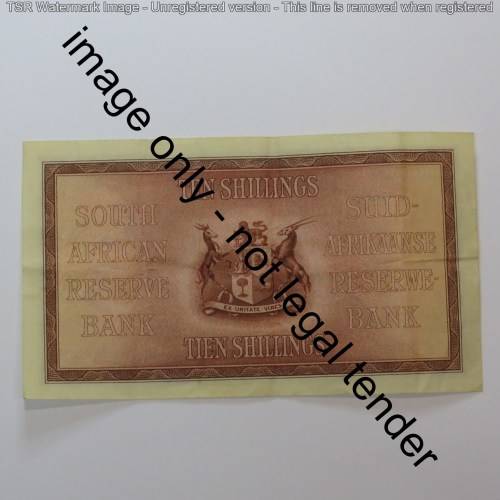 TSR Watermark Image - Unregistered version - This line is removed when registered
image only - not legal tender
TEN SHILLINGS
SOUTH
AFRICAN
RESERVE
BANK
SUID-
AFRIKAANSE
RESERWE-
BANK
EX UNITATE VIRES
TIEN SHILLINGS